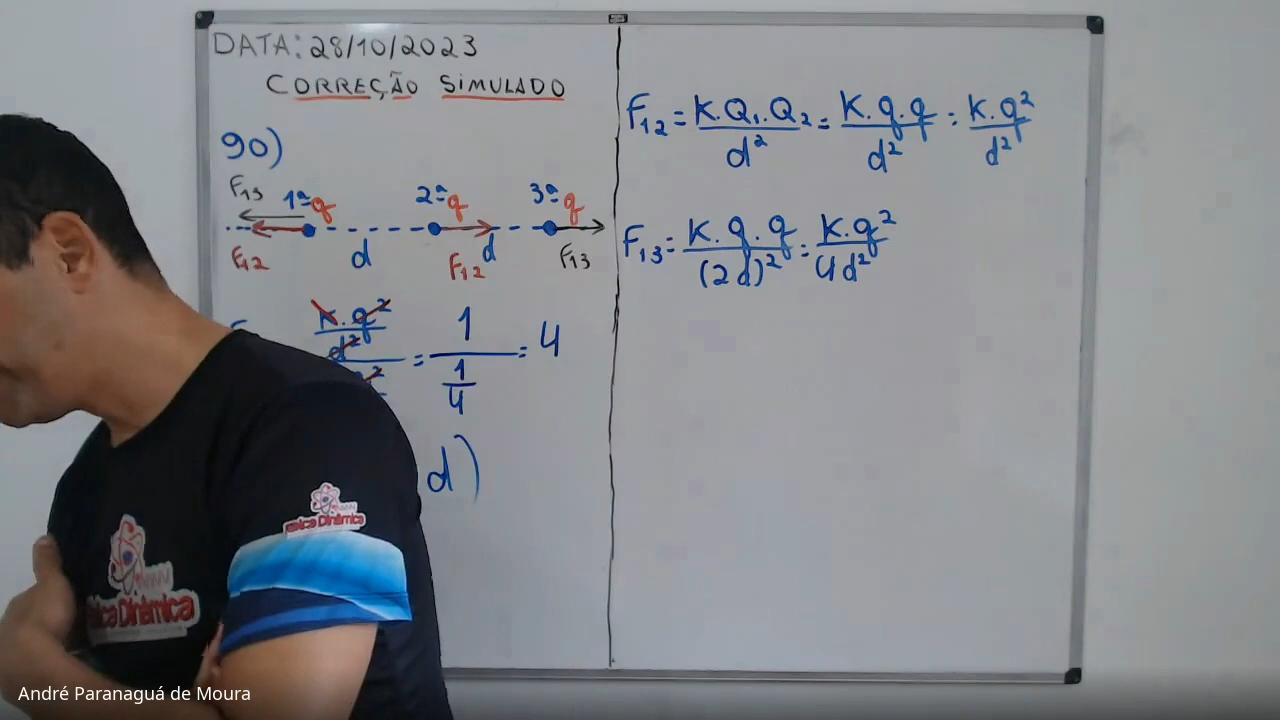 DATA: 28/10/2023
CORREÇÃO SIMULADO
90)
F13 1ª q 2ª q 3ª q
F12 d F12 d F13
K.q²
d²
= 1 = 4
1
4
d)
F12 = K.Q1.Q2 = K.q.q = K.q²
d² d² d²
F13 = K.q.q = K.q²
(2d)² 4d²
Dinâmica
Dinâmica
André Paranaguá de Moura